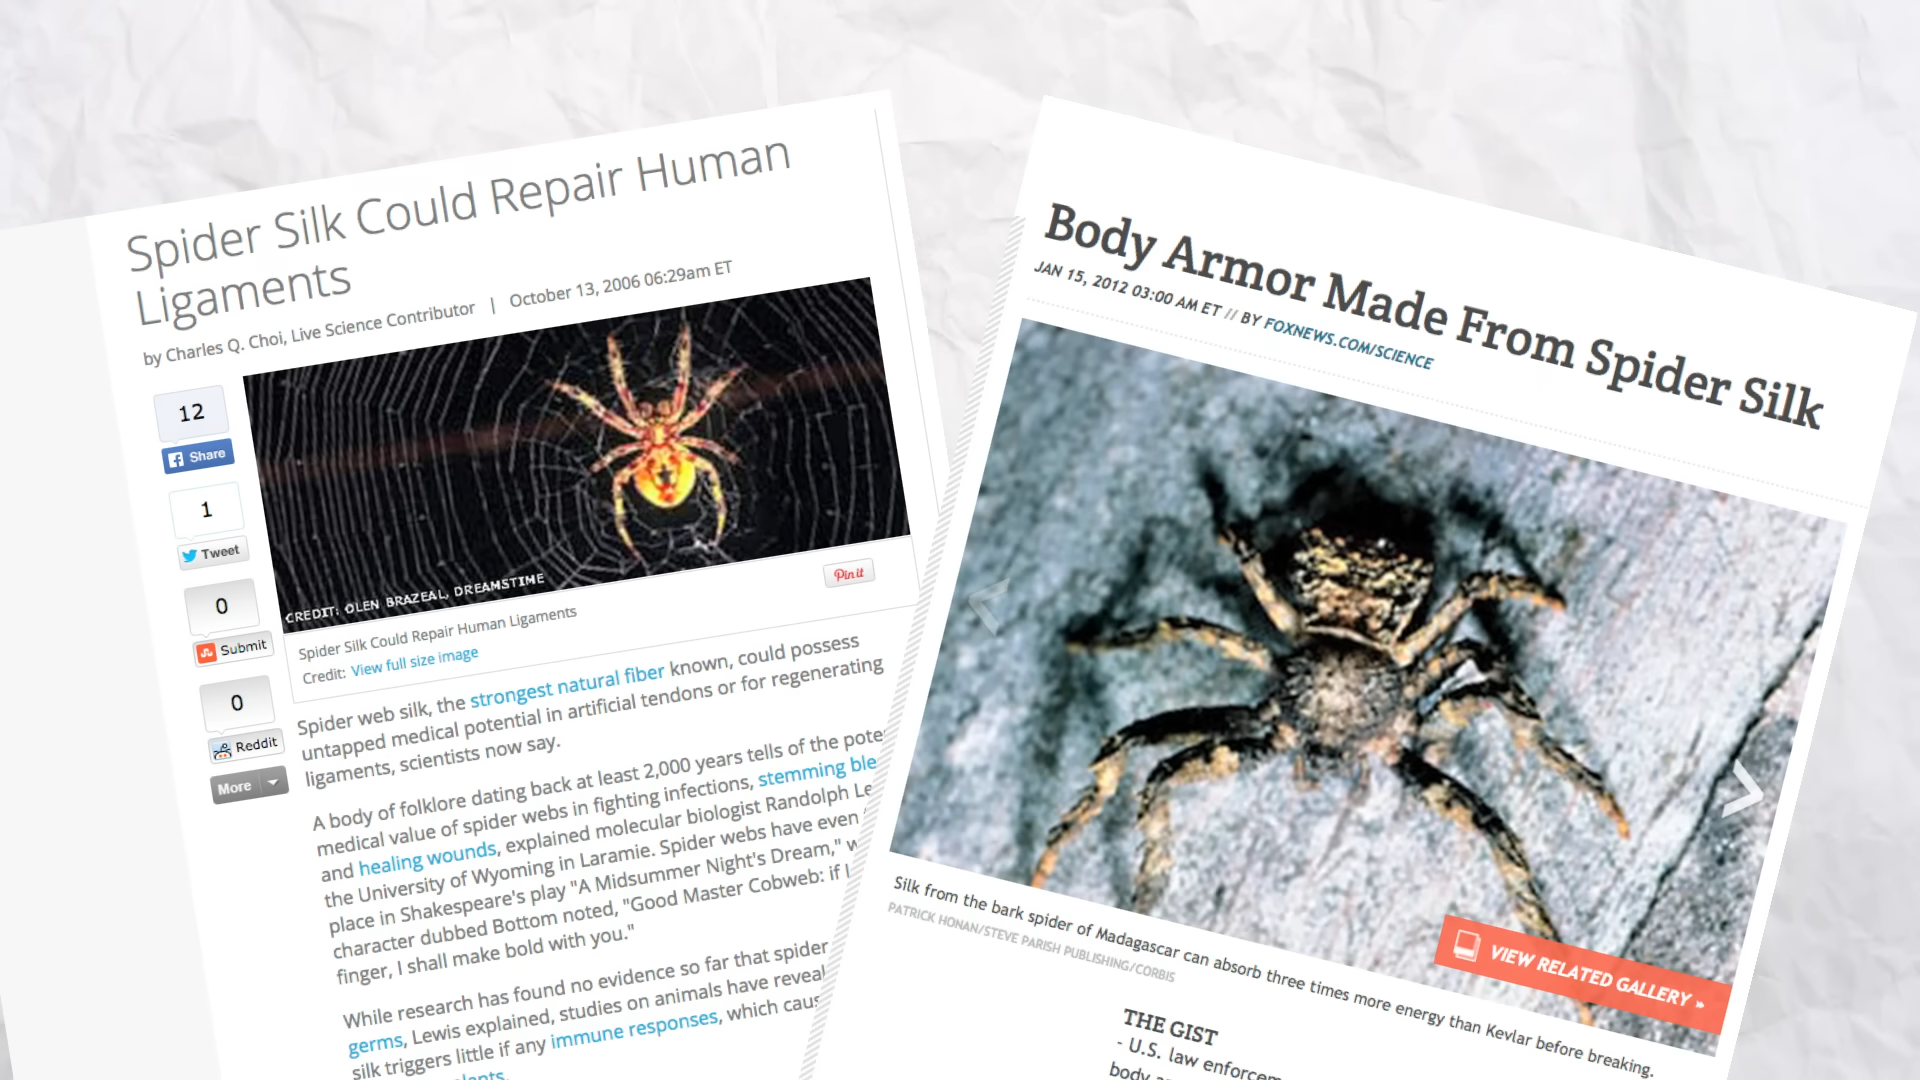 Spider Silk Could Repair Human
Ligaments
by Charles Q. Choi, Live Science Contributor | October 13, 2006 06:29am ET
12
Share
1
Tweet
0
Submit
0
Reddit
More
CREDIT: OLEN BRAZEAL, DREAMSTIME
Pin it
Spider Silk Could Repair Human Ligaments
Credit: View full size image
Spider web silk, the strongest natural fiber known, could possess
untapped medical potential in artificial tendons or for regenerating
ligaments, scientists now say.
A body of folklore dating back at least 2,000 years tells of the pote
medical value of spider webs in fighting infections, stemming ble
and healing wounds, explained molecular biologist Randolph Le
the University of Wyoming in Laramie. Spider webs have even
place in Shakespeare's play "A Midsummer Night's Dream," w
character dubbed Bottom noted, "Good Master Cobweb: if I
finger, I shall make bold with you."
While research has found no evidence so far that spider
germs, Lewis explained, studies on animals have reveal
silk triggers little if any immune responses, which caus
Body Armor Made From Spider Silk
JAN 15, 2012 03:00 AM ET // BY FOXNEWS.COM/SCIENCE
VIEW RELATED GALLERY »
Silk from the bark spider of Madagascar can absorb three times more energy than Kevlar before breaking.
PATRICK HONAN/STEVE PARISH PUBLISHING/CORBIS
THE GIST
- U.S. law enforcem
body